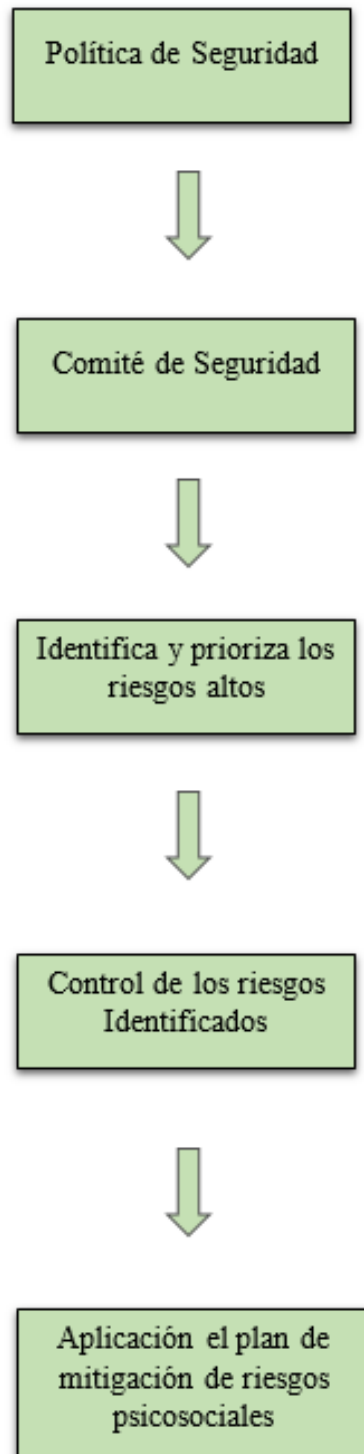 Política de Seguridad
Comité de Seguridad
Identifica y prioriza los
riesgos altos
Control de los riesgos
Identificados
Aplicación el plan de
mitigación de riesgos
psicosociales